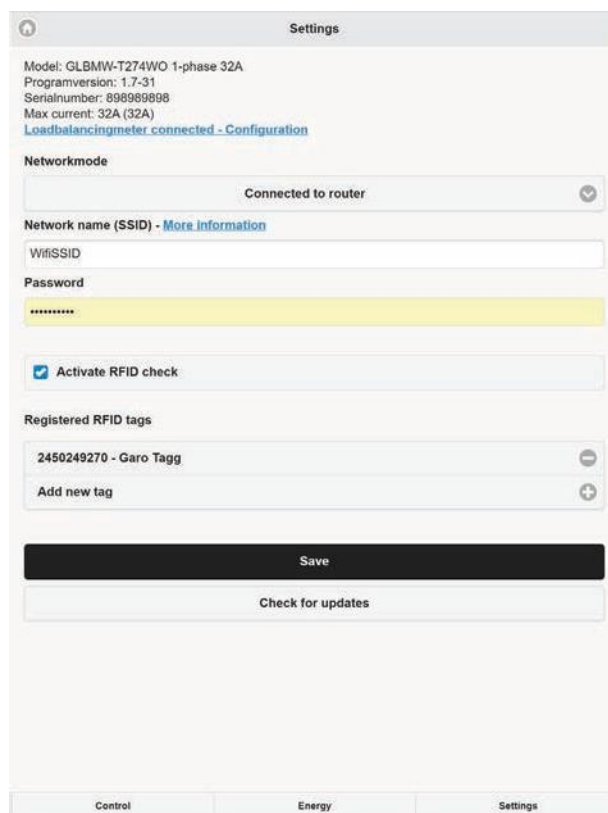 Settings
Model: GLBMW-T274WO 1-phase 32A
Programversion: 1.7-31
Serialnumber: 898989898
Max current: 32A (32A)
Loadbalancingmeter connected - Configuration
Networkmode
Connected to router
Network name (SSID) - More information
WifiSSID
Password
••••••••••
Activate RFID check
Registered RFID tags
2450249270 - Garo Tagg
Add new tag
Save
Check for updates
Control Energy Settings